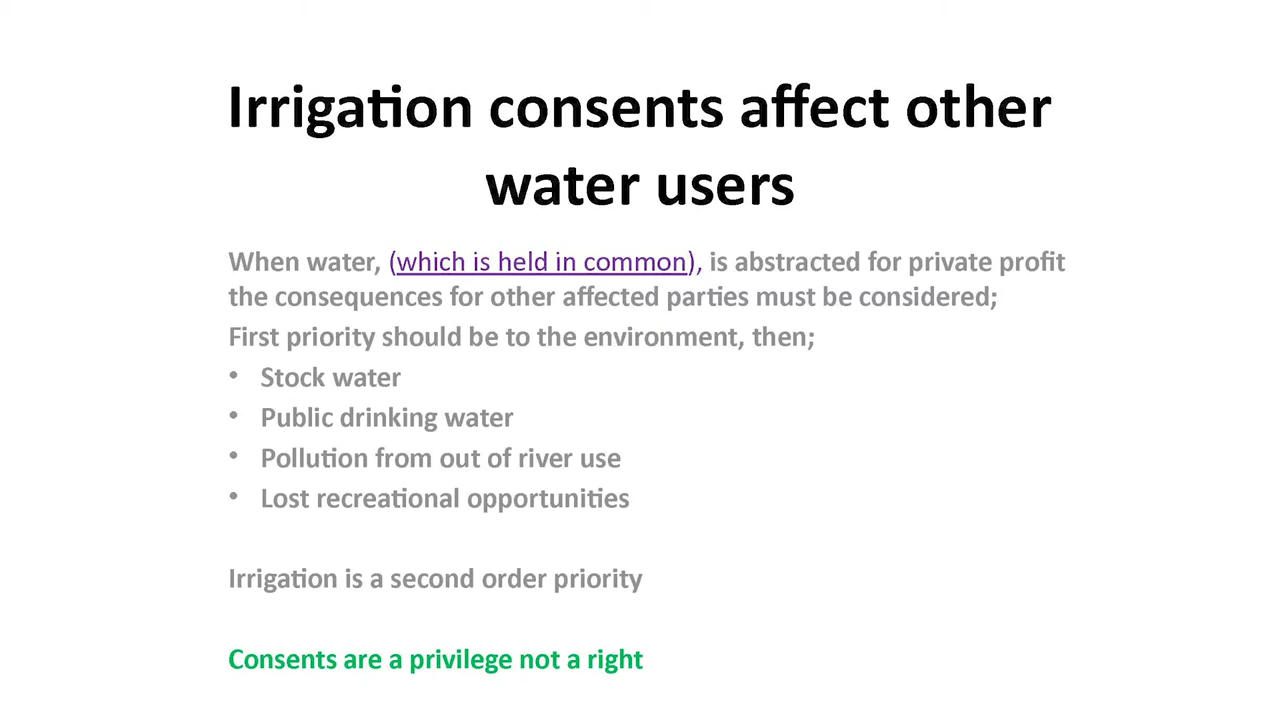 Irrigation consents affect other
water users
When water, (which is held in common), is abstracted for private profit
the consequences for other affected parties must be considered;
First priority should be to the environment, then;
• Stock water
• Public drinking water
• Pollution from out of river use
• Lost recreational opportunities
Irrigation is a second order priority
Consents are a privilege not a right